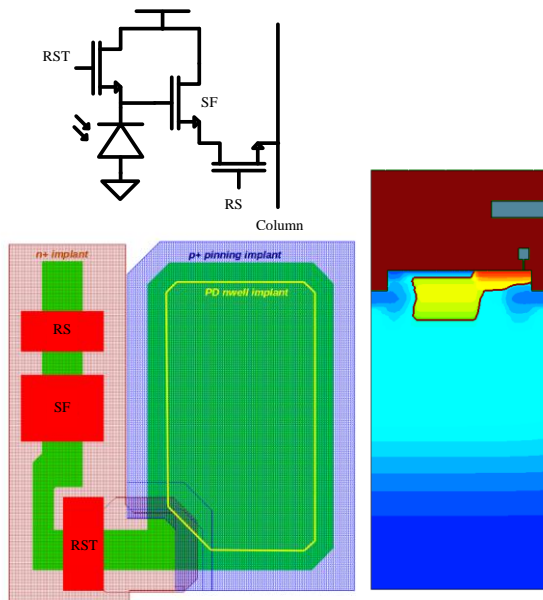 RST
SF
RS
Column
n+ implant
p+ pinning implant
PD nwell implant
RS
SF
RST